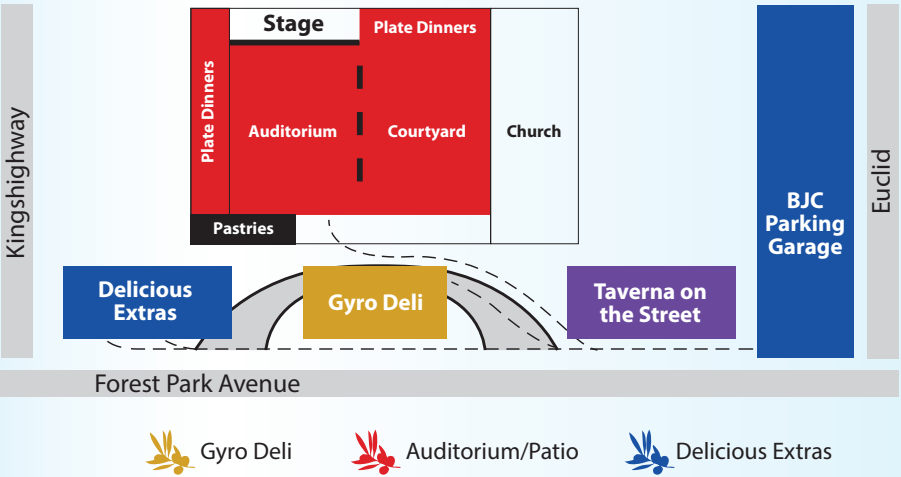 Stage
Plate Dinners
Plate Dinners
Auditorium
Courtyard
Church
Pastries
Kingshighway
Euclid
BJC
Parking
Garage
Delicious
Extras
Gyro Deli
Taverna on
the Street
Forest Park Avenue
Gyro Deli
Auditorium/Patio
Delicious Extras